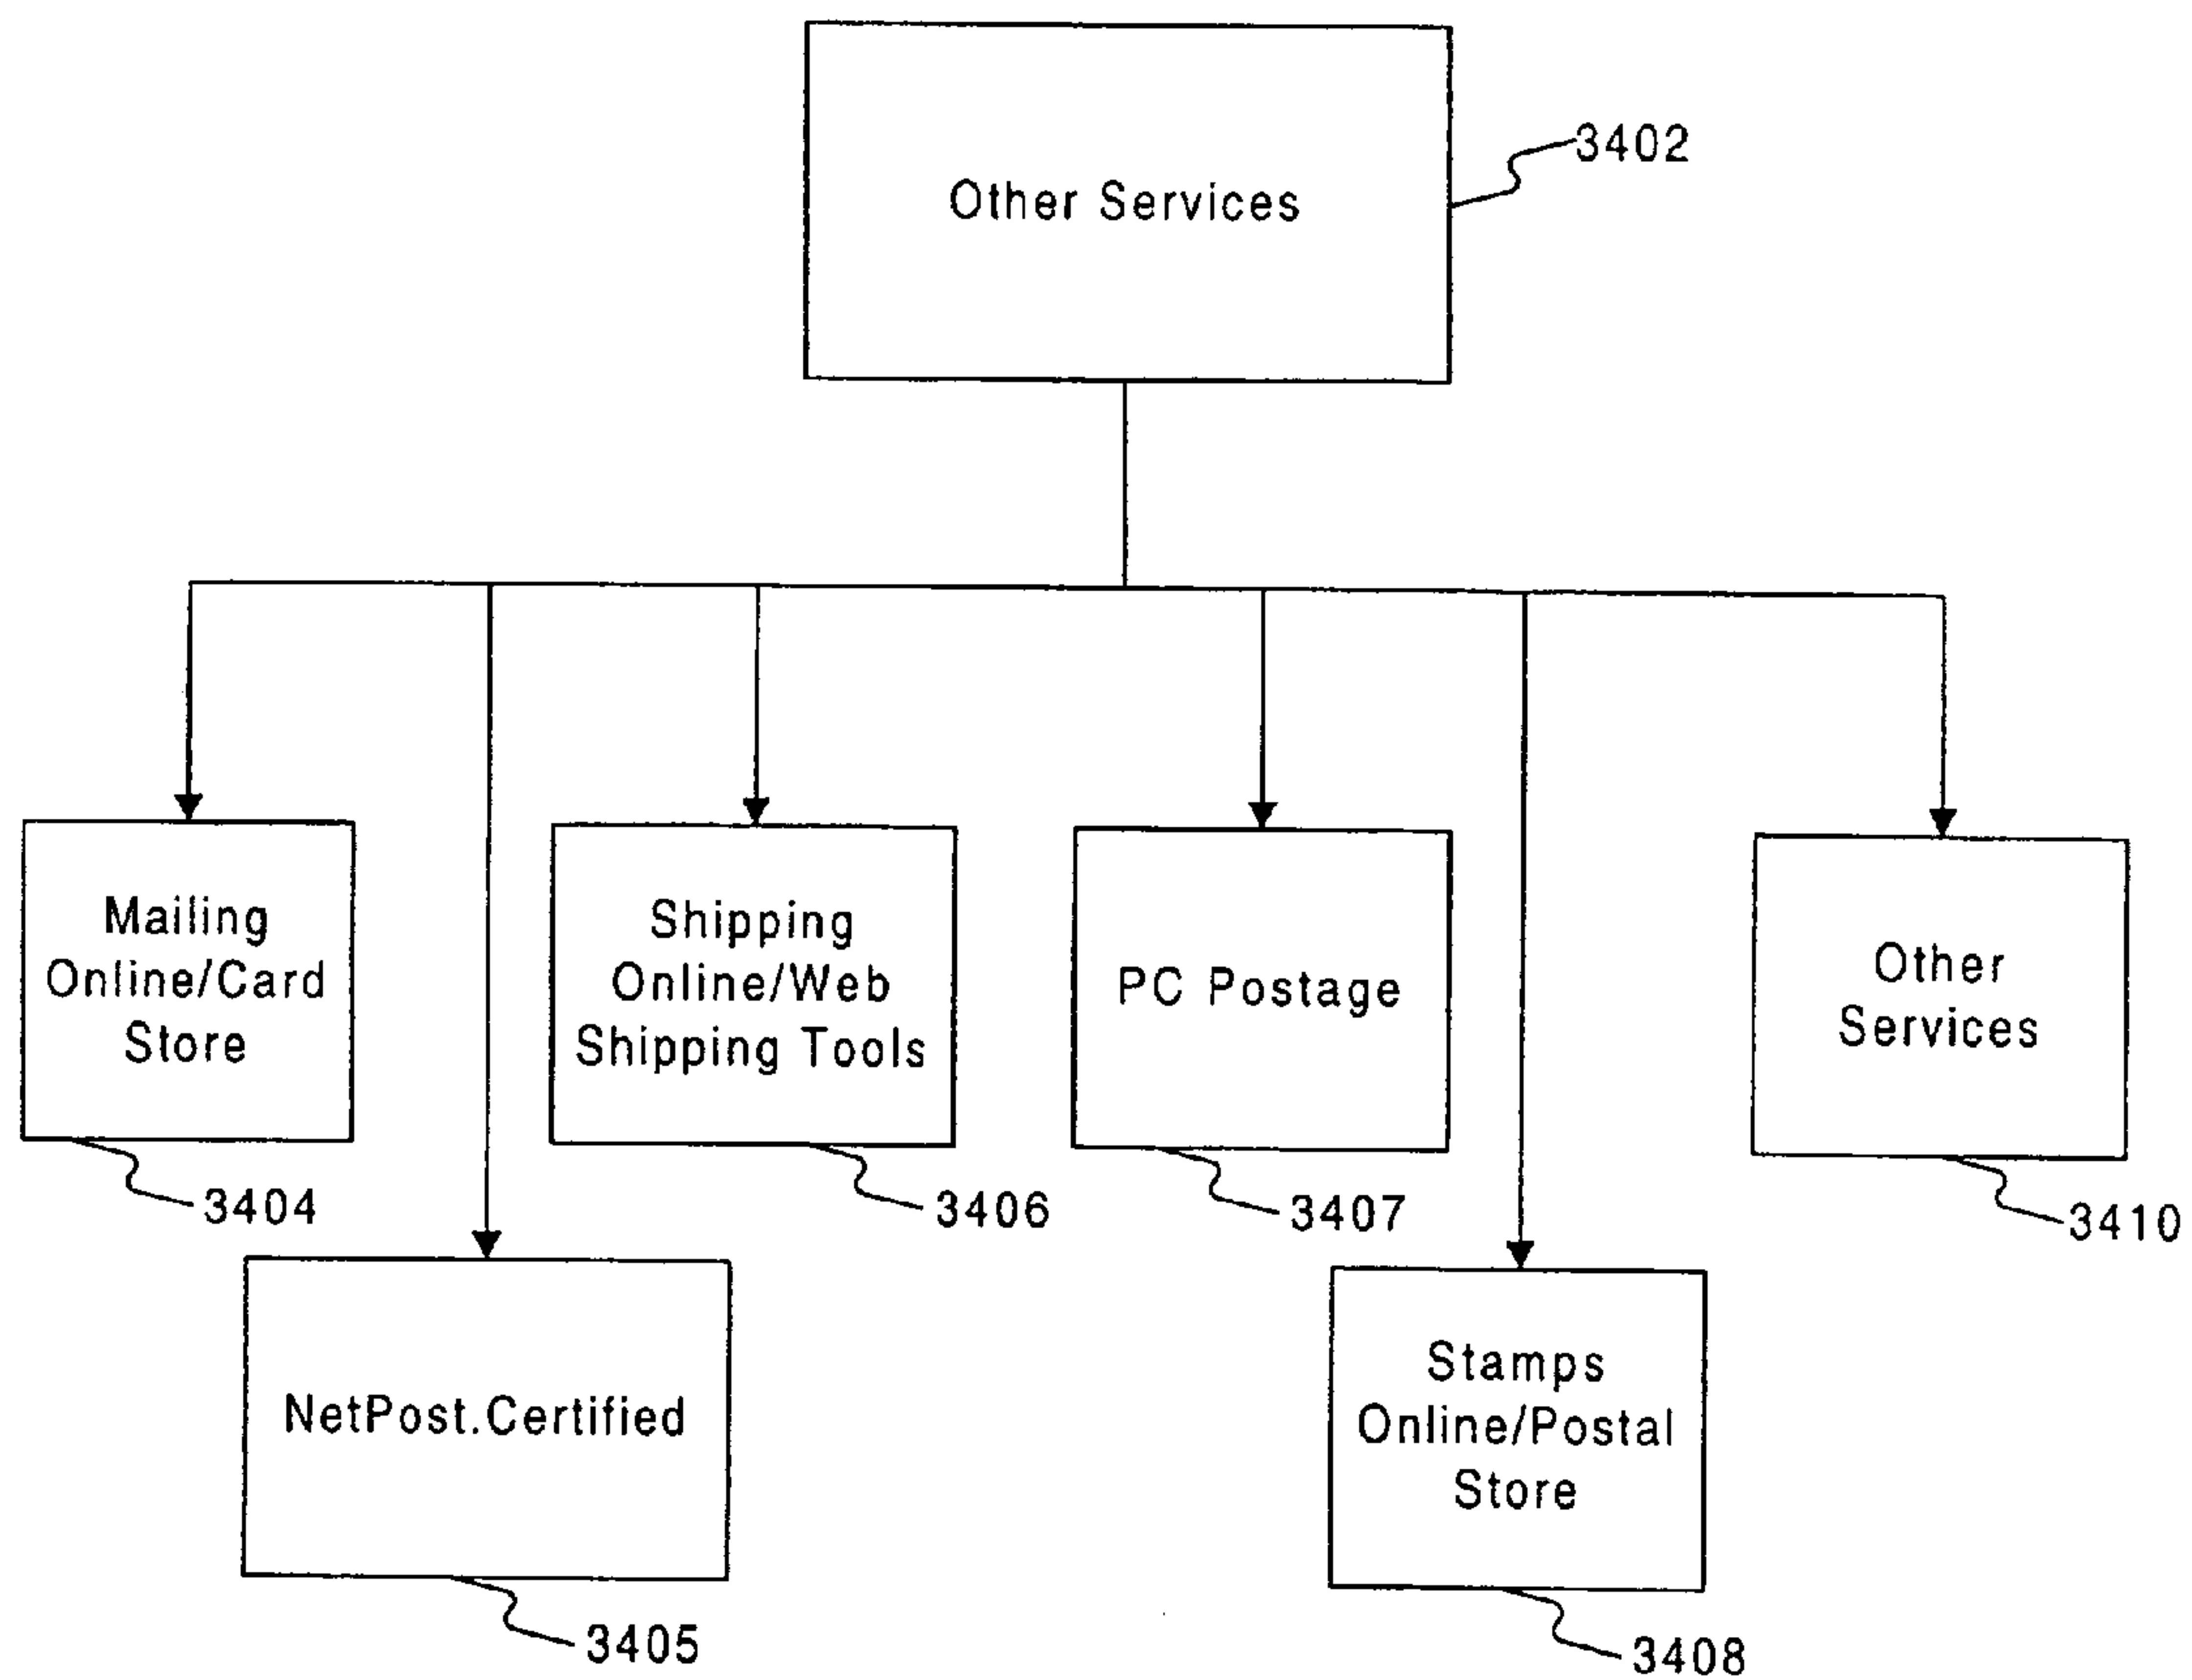 Other Services
3402
Mailing
Online/Card
Store
3404
Shipping
Online/Web
Shipping Tools
3406
PC Postage
3407
Other
Services
3410
NetPost.Certified
3405
Stamps
Online/Postal
Store
3408